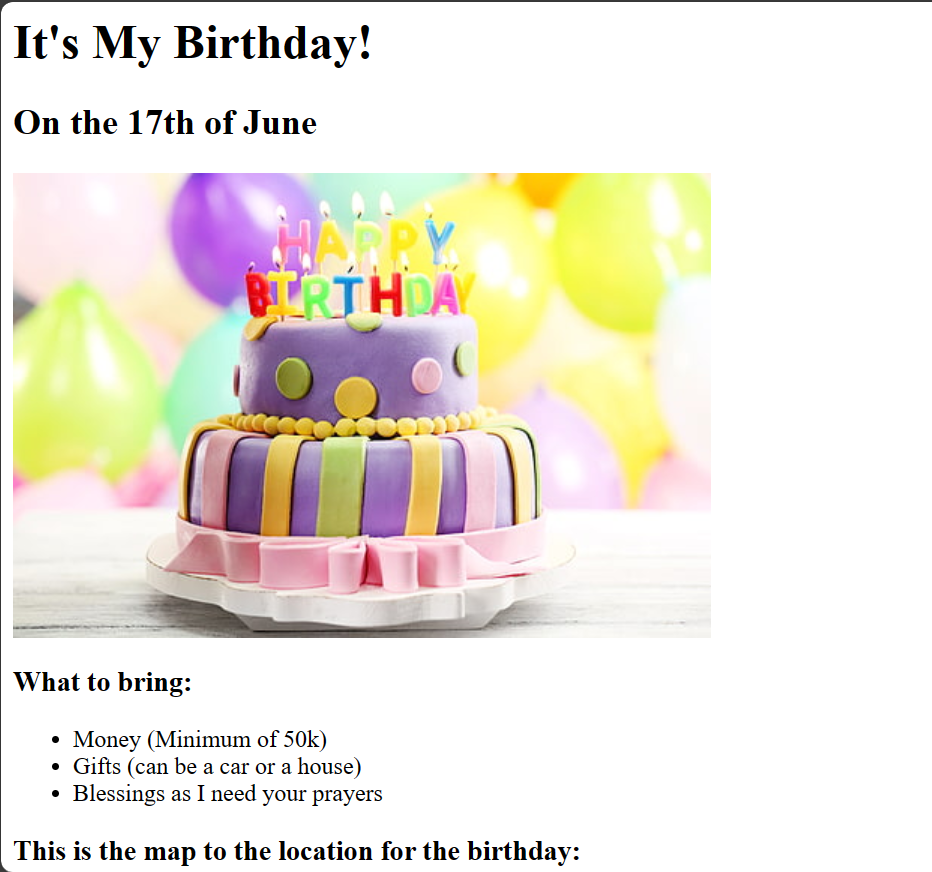 It's My Birthday!
On the 17th of June
HAPPY
BIRTHDAY
What to bring:
Money (Minimum of 50k)
Gifts (can be a car or a house)
Blessings as I need your prayers
This is the map to the location for the birthday: